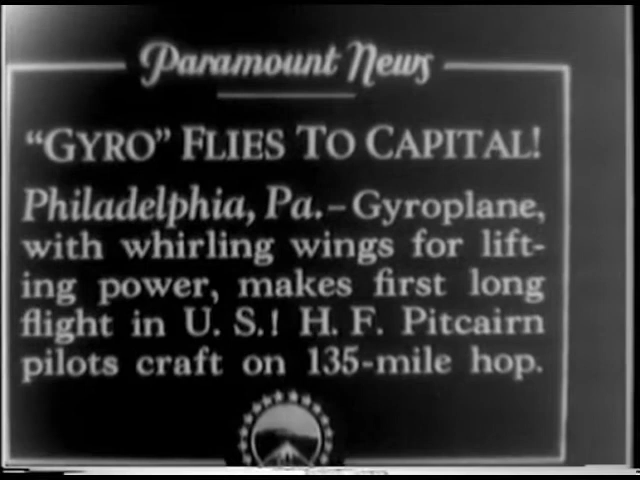 Paramount News
"GYRO" FLIES TO CAPITAL!
Philadelphia, Pa.–Gyroplane,
with whirling wings for lift-
ing power, makes first long
flight in U. S.! H. F. Pitcairn
pilots craft on 135-mile hop.